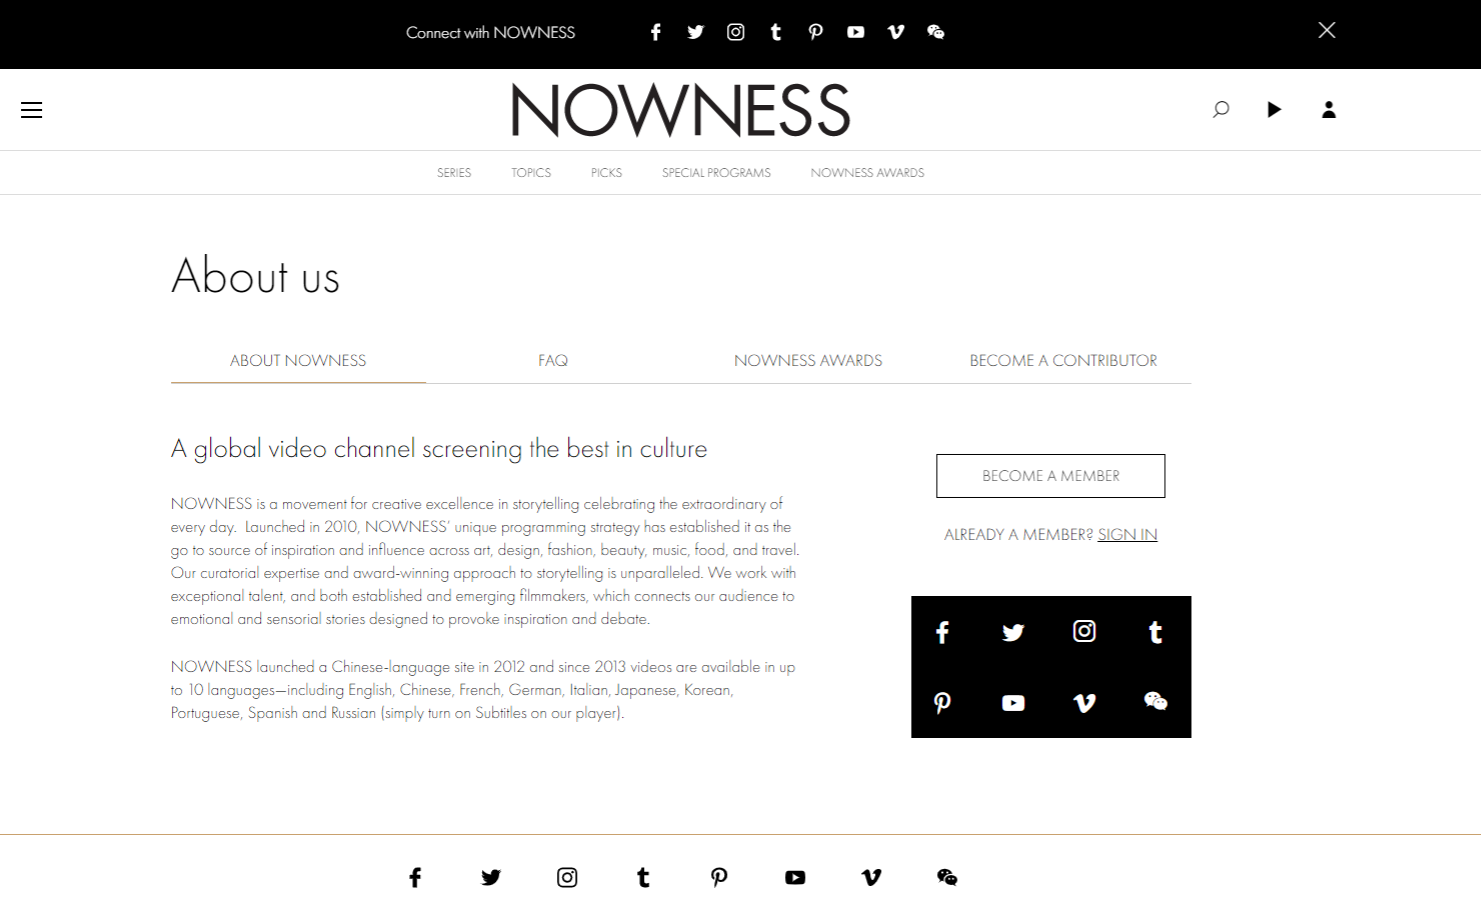 Connect with NOWNESS
NOWNESS
SERIES TOPICS PICKS SPECIAL PROGRAMS NOWNESS AWARDS
About us
ABOUT NOWNESS FAQ NOWNESS AWARDS BECOME A CONTRIBUTOR
A global video channel screening the best in culture
NOWNESS is a movement for creative excellence in storytelling celebrating the extraordinary of
every day.  Launched in 2010, NOWNESS’ unique programming strategy has established it as the
go to source of inspiration and influence across art, design, fashion, beauty, music, food, and travel.
Our curatorial expertise and award-winning approach to storytelling is unparalleled. We work with
exceptional talent, and both established and emerging filmmakers, which connects our audience to
emotional and sensorial stories designed to provoke inspiration and debate.
NOWNESS launched a Chinese-language site in 2012 and since 2013 videos are available in up
to 10 languages—including English, Chinese, French, German, Italian, Japanese, Korean,
Portuguese, Spanish and Russian (simply turn on Subtitles on our player).
BECOME A MEMBER
ALREADY A MEMBER? SIGN IN